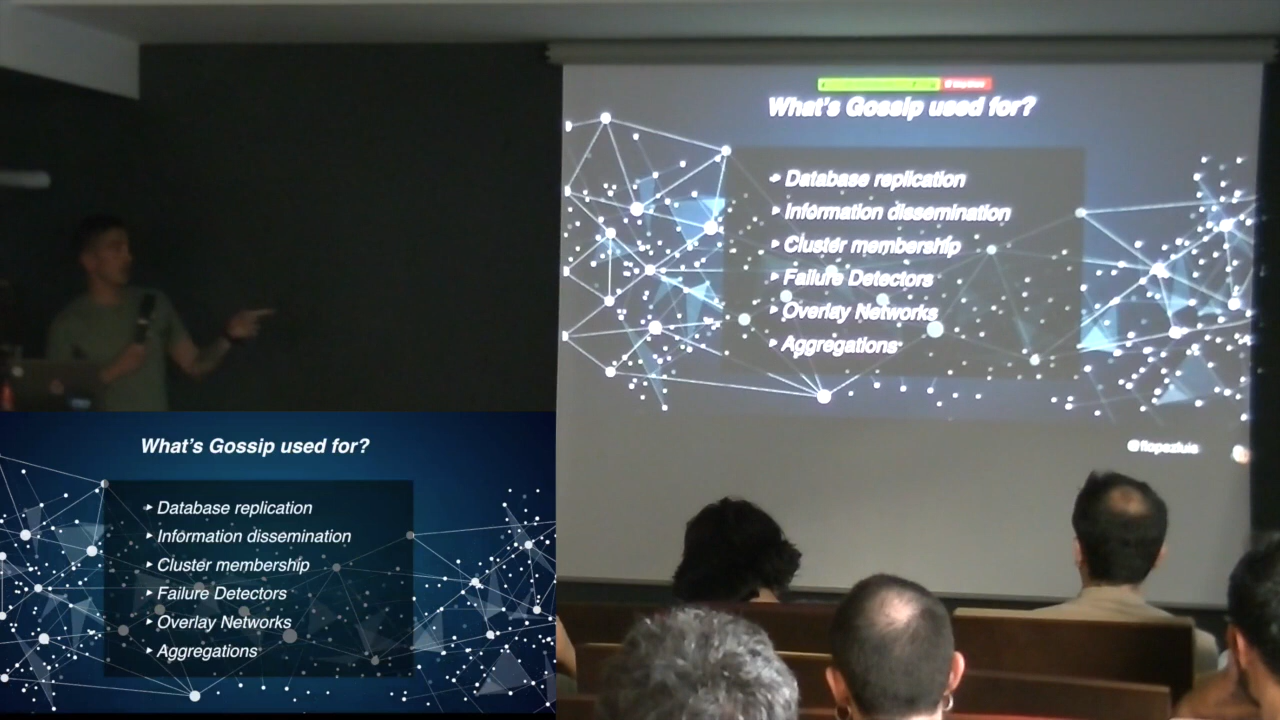 What's Gossip used for?
▸ Database replication
▸ Information dissemination
▸ Cluster membership
▸ Failure Detectors
▸ Overlay Networks
▸ Aggregations
@flopezluis
What's Gossip used for?
▸ Database replication
▸ Information dissemination
▸ Cluster membership
▸ Failure Detectors
▸ Overlay Networks
▸ Aggregations